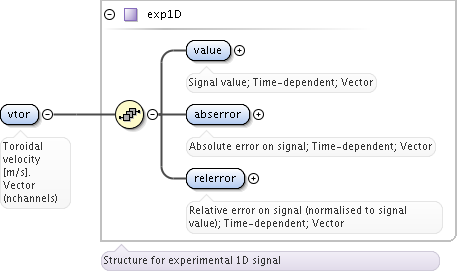 exp1D
value
Signal value; Time-dependent; Vector
vtor
abserror
Toroidal
velocity
[m/s].
Vector
(nchannels)
Absolute error on signal; Time-dependent; Vector
relerror
Relative error on signal (normalised to signal
value); Time-dependent; Vector
Structure for experimental 1D signal